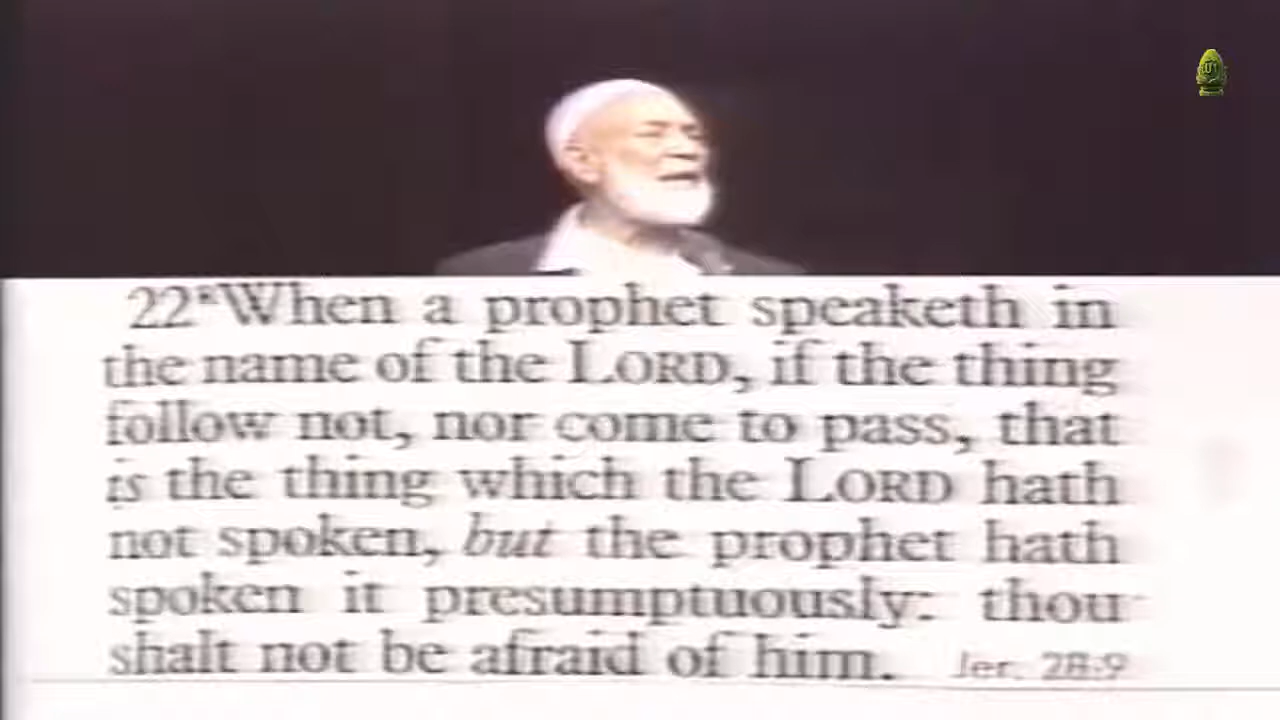 22*When a prophet speaketh in
the name of the LORD, if the thing
follow not, nor come to pass, that
is the thing which the LORD hath
not spoken, but the prophet hath
spoken it presumptuously: thou
shalt not be afraid of him. Jer. 28:9